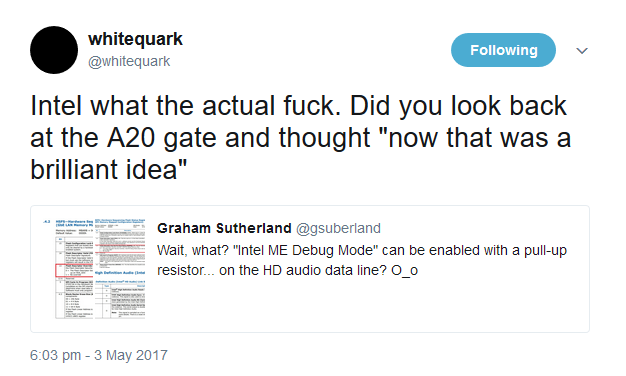 whitequark
@whitequark
Following
Intel what the actual fuck. Did you look back
at the A20 gate and thought "now that was a
brilliant idea"
Graham Sutherland @gsuberland
Wait, what? "Intel ME Debug Mode" can be enabled with a pull-up
resistor... on the HD audio data line? O_o
6:03 pm - 3 May 2017